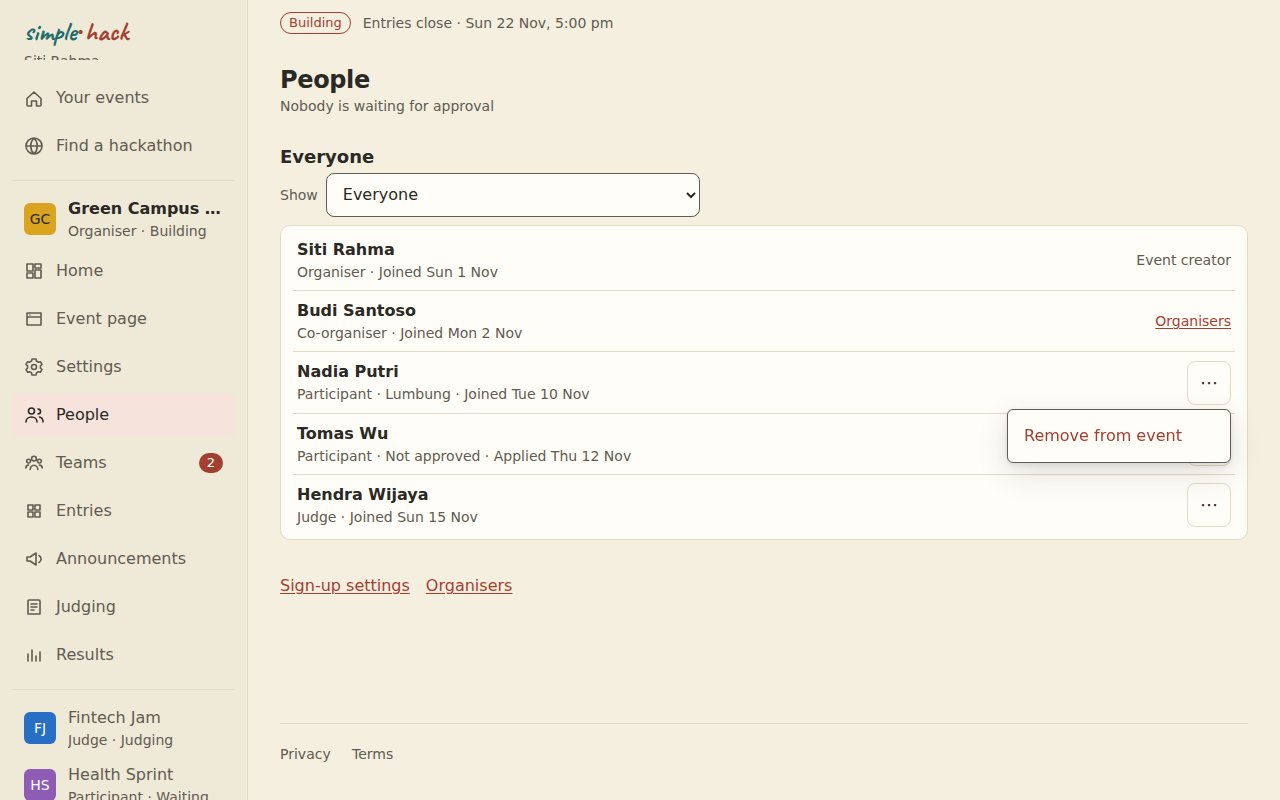 simple·hack
Siti Rahma
Your events
Find a hackathon
GC
Green Campus ...
Organiser · Building
Home
Event page
Settings
People
Teams
2
Entries
Announcements
Judging
Results
FJ
Fintech Jam
Judge · Judging
HS
Health Sprint
Participant · Waiting
Building
Entries close · Sun 22 Nov, 5:00 pm
People
Nobody is waiting for approval
Everyone
Show
Everyone
Siti Rahma
Organiser · Joined Sun 1 Nov
Event creator
Budi Santoso
Co-organiser · Joined Mon 2 Nov
Organisers
Nadia Putri
Participant · Lumbung · Joined Tue 10 Nov
Remove from event
Tomas Wu
Participant · Not approved · Applied Thu 12 Nov
Hendra Wijaya
Judge · Joined Sun 15 Nov
Sign-up settings
Organisers
Privacy
Terms